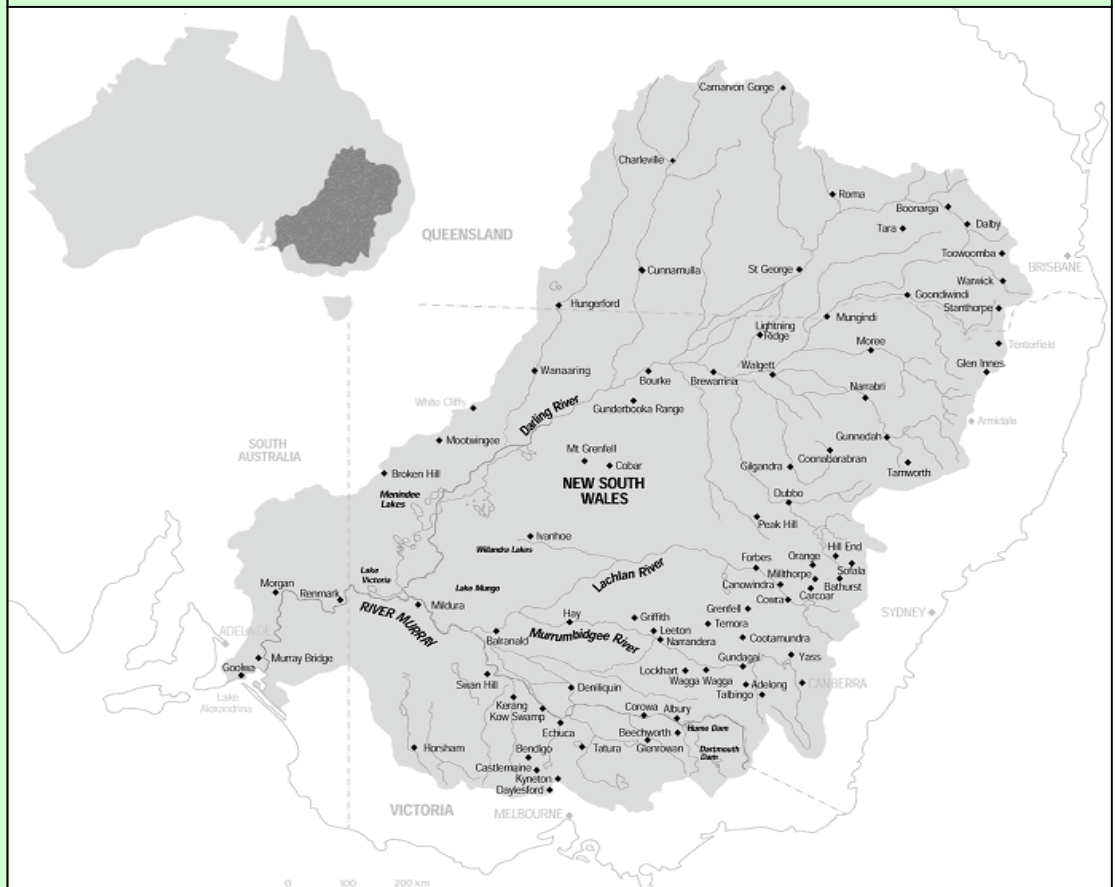 Carnarvon Gorge
Charleville
Roma
Boonarga
Dalby
Tara
QUEENSLAND
Toowoomba
BRISBANE
Cunnamulla
St George
Warwick
Goondiwindi
Hungerford
Stanthorpe
Mungindi
Lightning
Ridge
Moree
Tenterfield
Glen Innes
Walgett
Wanaaring
Bourke
Brewarrina
Narrabri
White Cliffs
Darling River
Gunderbooka Range
Armidale
Mootwingee
Gunnedah
SOUTH
AUSTRALIA
Mt Grenfell
Coonabarabran
Cobar
Gilgandra
Tamworth
Broken Hill
NEW SOUTH
WALES
Menindee
Lakes
Dubbo
Peak Hill
Ivanhoe
Willandra Lakes
Hill End
Orange
Forbes
Sofala
Lake
Victoria
Lachlan River
Millthorpe
Morgan
Lake Mungo
Canowindra
Bathurst
Renmark
Cowra
Carcoar
Mildura
RIVER MURRAY
Hay
Griffith
Grenfell
SYDNEY
Temora
ADELAIDE
Balranald
Murrumbidgee River
Leeton
Narrandera
Cootamundra
Murray Bridge
Gundagai
Yass
Goolwa
Lockhart
Wagga Wagga
Swan Hill
Deniliquin
Adelong
CANBERRA
Talbingo
Lake
Alexandrina
Kerang
Kow Swamp
Corowa
Albury
Echuca
Beechworth
Hume Dam
Horsham
Bendigo
Tatura
Glenrowan
Dartmouth
Dam
Castlemaine
Kyneton
Daylesford
VICTORIA
MELBOURNE
0 100 200 km